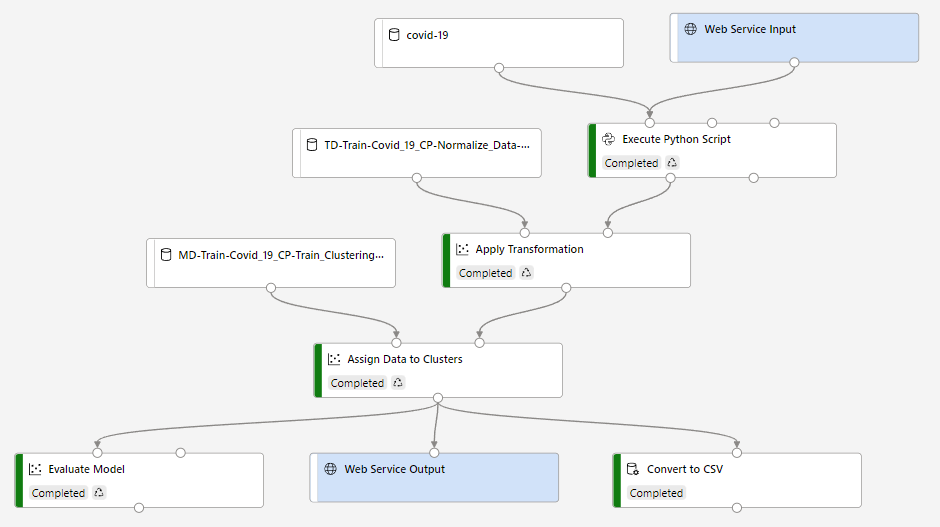 covid-19
Web Service Input
Execute Python Script
Completed
TD-Train-Covid_19_CP-Normalize_Data-...
Apply Transformation
Completed
MD-Train-Covid_19_CP-Train_Clustering...
Assign Data to Clusters
Completed
Evaluate Model
Completed
Web Service Output
Convert to CSV
Completed